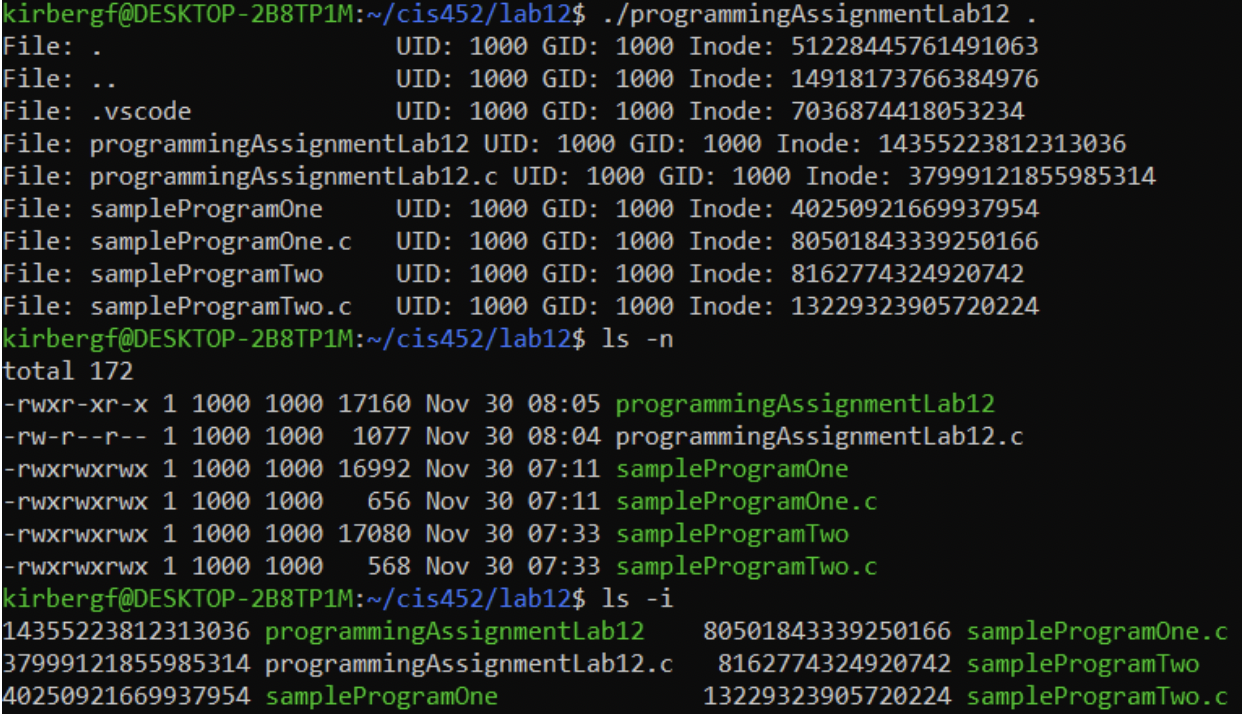 kirbergf@DESKTOP-2B8TP1M:~/cis452/lab12$ ./programmingAssignmentLab12 .
File: .                    UID: 1000 GID: 1000 Inode: 51228445761491063
File: ..                   UID: 1000 GID: 1000 Inode: 14918173766384976
File: .vscode              UID: 1000 GID: 1000 Inode: 7036874418053234
File: programmingAssignmentLab12 UID: 1000 GID: 1000 Inode: 14355223812313036
File: programmingAssignmentLab12.c UID: 1000 GID: 1000 Inode: 37999121855985314
File: sampleProgramOne     UID: 1000 GID: 1000 Inode: 40250921669937954
File: sampleProgramOne.c   UID: 1000 GID: 1000 Inode: 80501843339250166
File: sampleProgramTwo     UID: 1000 GID: 1000 Inode: 8162774324920742
File: sampleProgramTwo.c   UID: 1000 GID: 1000 Inode: 13229323905720224
kirbergf@DESKTOP-2B8TP1M:~/cis452/lab12$ ls -n
total 172
-rwxr-xr-x 1 1000 1000 17160 Nov 30 08:05 programmingAssignmentLab12
-rw-r--r-- 1 1000 1000  1077 Nov 30 08:04 programmingAssignmentLab12.c
-rwxrwxrwx 1 1000 1000 16992 Nov 30 07:11 sampleProgramOne
-rwxrwxrwx 1 1000 1000   656 Nov 30 07:11 sampleProgramOne.c
-rwxrwxrwx 1 1000 1000 17080 Nov 30 07:33 sampleProgramTwo
-rwxrwxrwx 1 1000 1000   568 Nov 30 07:33 sampleProgramTwo.c
kirbergf@DESKTOP-2B8TP1M:~/cis452/lab12$ ls -i
14355223812313036 programmingAssignmentLab12    80501843339250166 sampleProgramOne.c
37999121855985314 programmingAssignmentLab12.c   8162774324920742 sampleProgramTwo
40250921669937954 sampleProgramOne              13229323905720224 sampleProgramTwo.c